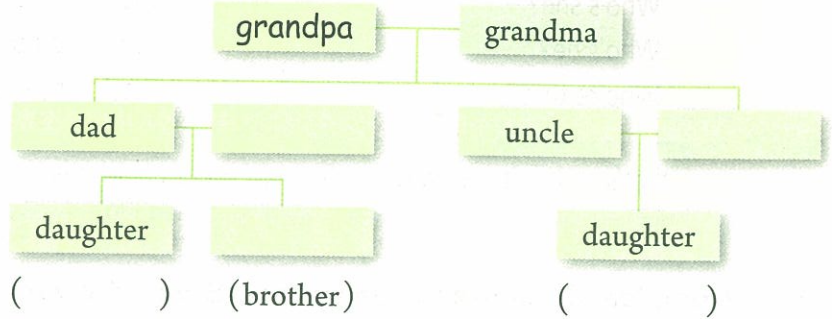 grandpa grandma
dad uncle
daughter daughter
( ) (brother) ( )